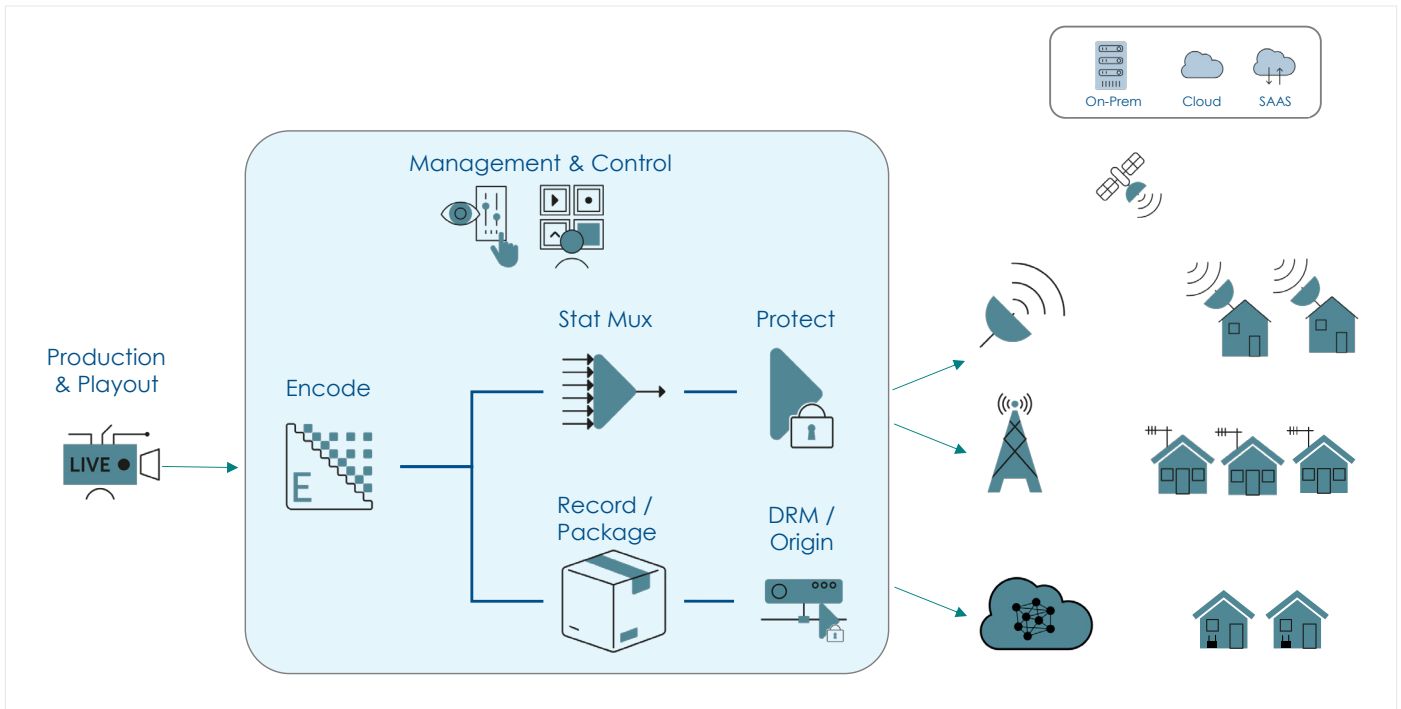 On-Prem
Cloud
SAAS
Management & Control
Stat Mux
Protect
Production
& Playout
Encode
LIVE
E
Record /
Package
DRM /
Origin